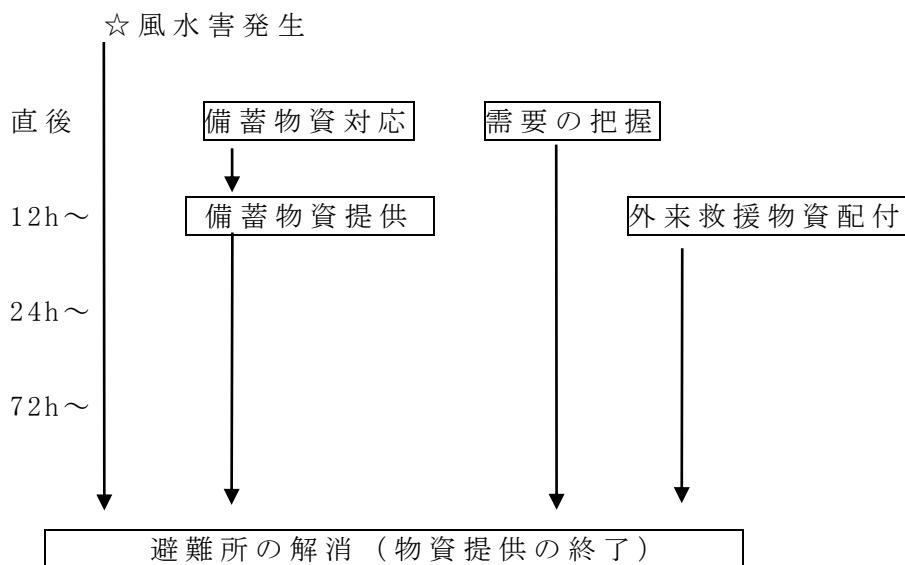 ☆風水害発生
直後 備蓄物資対応 需要の把握
12h～ 備蓄物資提供 外来救援物資配付
24h～
72h～
避難所の解消（物資提供の終了）